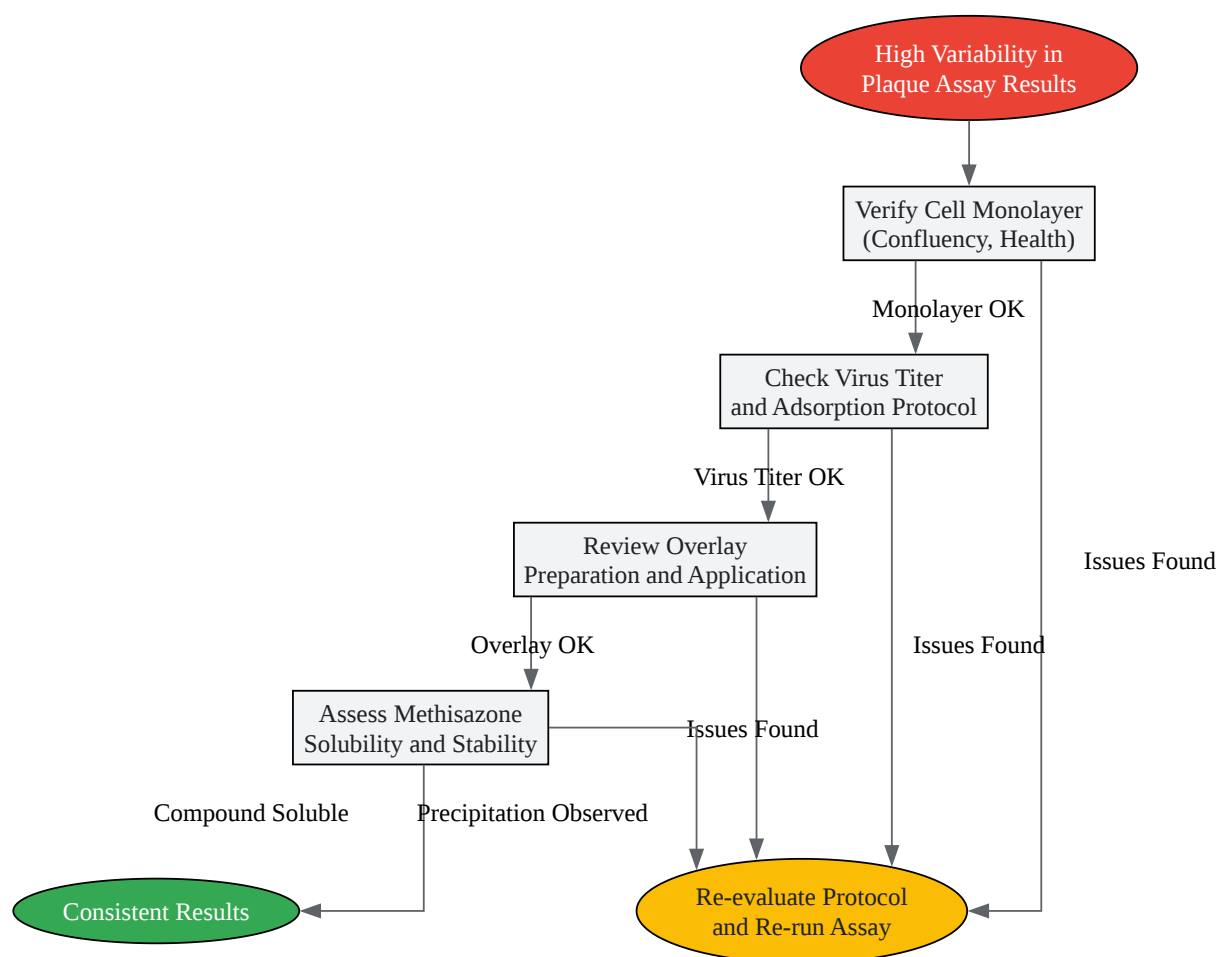 High Variability in
Plaque Assay Results
Verify Cell Monolayer
(Confluency, Health)
Monolayer OK
Check Virus Titer
and Adsorption Protocol
Virus Titer OK
Review Overlay
Preparation and Application
Issues Found
Overlay OK
Issues Found
Assess Methisazone
Solubility and Stability
Issues Found
Compound Soluble
Precipitation Observed
Consistent Results
Re-evaluate Protocol
and Re-run Assay